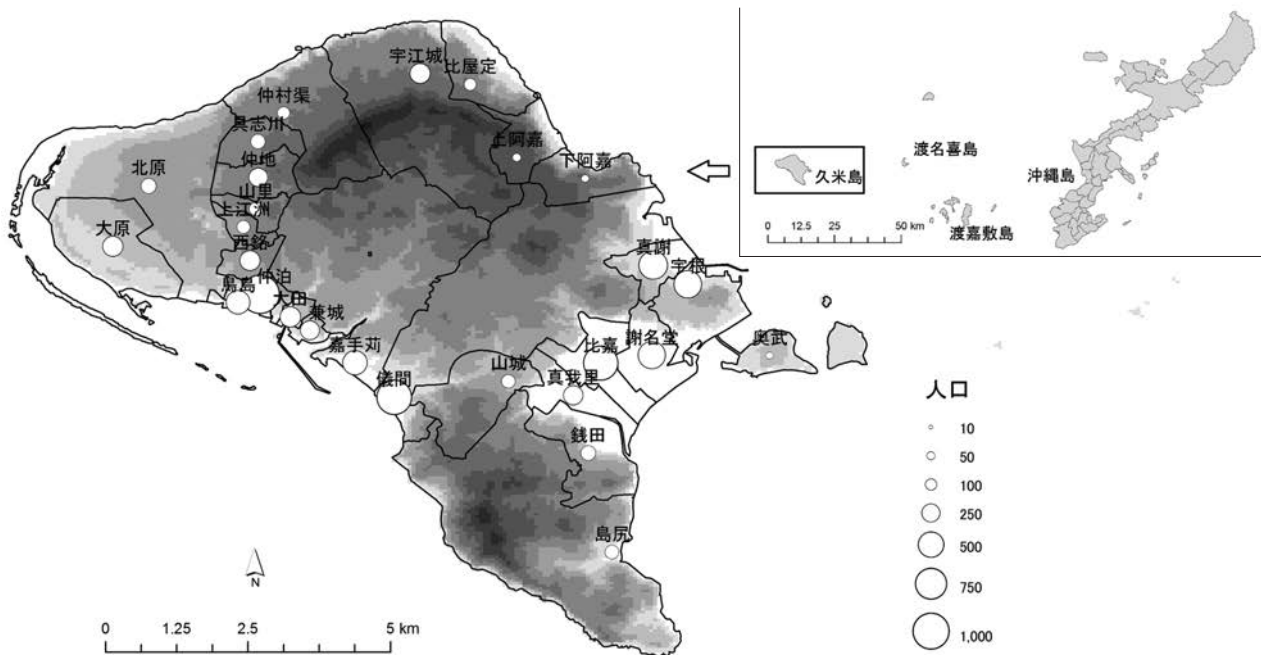 宇江城
比屋定
仲村渠
具志川
上阿嘉
下阿嘉
仲地
北原
山里
上江洲
大原
西銘
真謝
宇根
仲泊
鳥島
大田
兼城
謝名堂
奥武
嘉手苅
比嘉
山城
儀間
真我里
銭田
島尻
N
0 1.25 2.5 5 km
渡名喜島
久米島
沖縄島
渡嘉敷島
0 12.5 25 50 km
人口
10
50
100
250
500
750
1,000